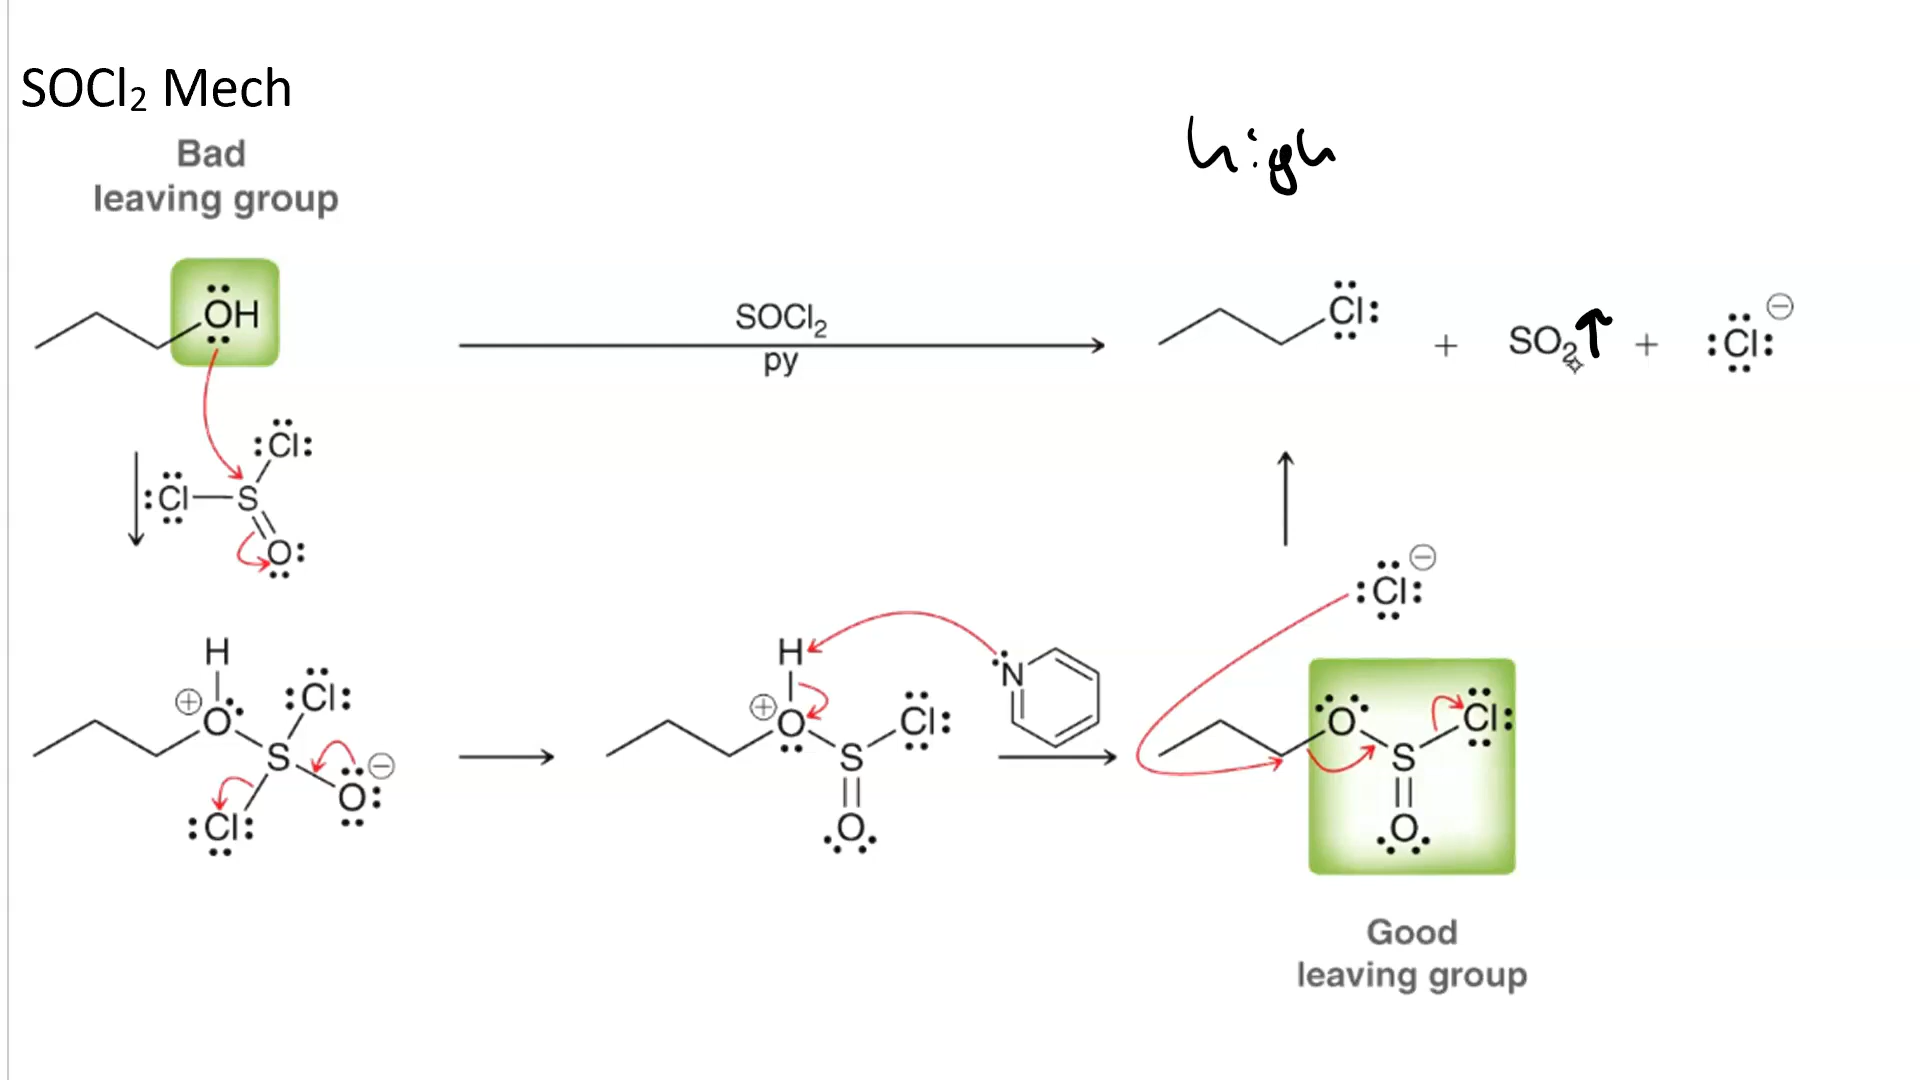 SOCl₂ Mech
Bad
leaving group
high
OH
SOCl₂
py
Cl
+ SO₂↑ + Cl ⊖
Cl
Cl S
O
Cl ⊖
H
⊕ O
Cl
S
⊖
O
Cl
H
⊕ O
Cl
S
O
N
O
Cl
S
O
Good
leaving group